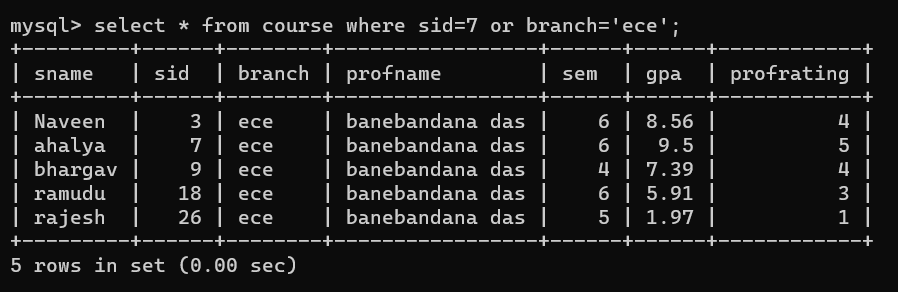 mysql> select * from course where sid=7 or branch='ece';
+---------+------+--------+-----------------+------+------+------------+
| sname   | sid  | branch | profname        | sem  | gpa  | profrating |
+---------+------+--------+-----------------+------+------+------------+
| Naveen  |    3 | ece    | banebandana das |    6 | 8.56 |          4 |
| ahalya  |    7 | ece    | banebandana das |    6 |  9.5 |          5 |
| bhargav |    9 | ece    | banebandana das |    4 | 7.39 |          4 |
| ramudu  |   18 | ece    | banebandana das |    6 | 5.91 |          3 |
| rajesh  |   26 | ece    | banebandana das |    5 | 1.97 |          1 |
+---------+------+--------+-----------------+------+------+------------+
5 rows in set (0.00 sec)